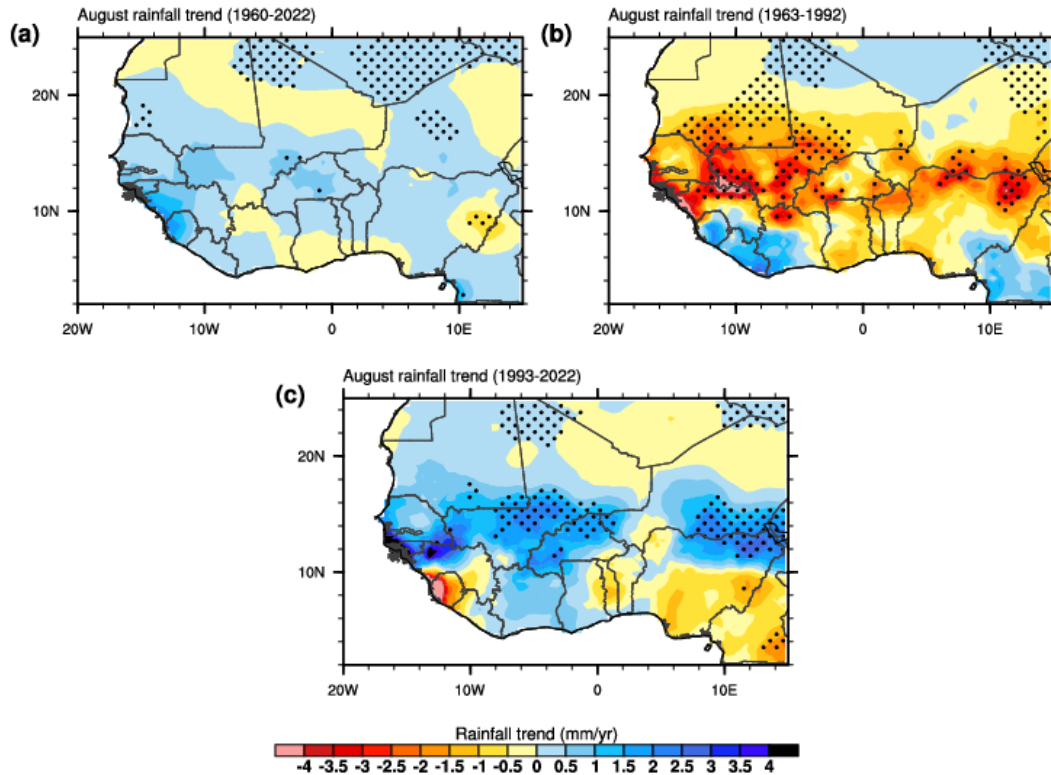 August rainfall trend (1960-2022)
(a)
20N
10N
20W 10W 0 10E
August rainfall trend (1963-1992)
(b)
20N
10N
20W 10W 0 10E
August rainfall trend (1993-2022)
(c)
20N
10N
20W 10W 0 10E
Rainfall trend (mm/yr)
-4 -3.5 -3 -2.5 -2 -1.5 -1 -0.5 0 0.5 1 1.5 2 2.5 3 3.5 4